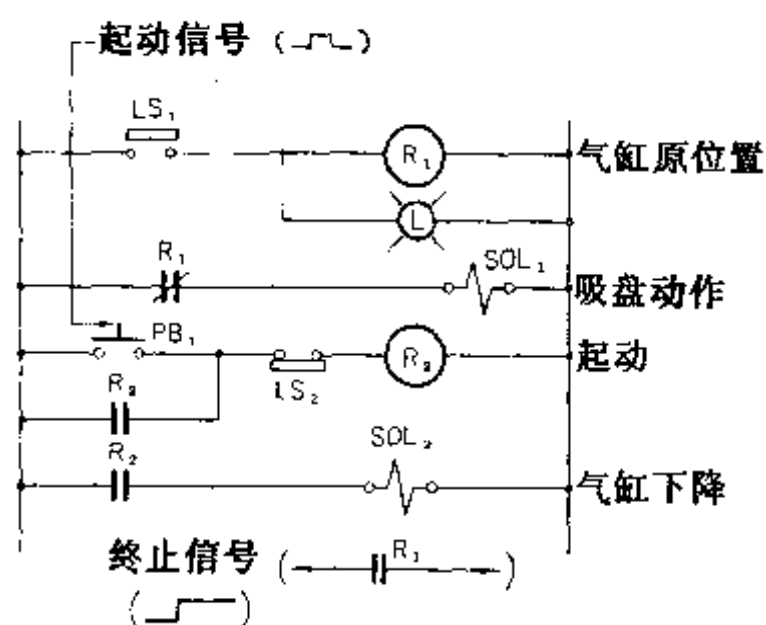 起动信号
LS₁
R₁
气缸原位置
L
R₁
SOL₁
吸盘动作
PB₁
R₂
起动
LS₂
R₂
R₂
SOL₂
气缸下降
终止信号
R₁